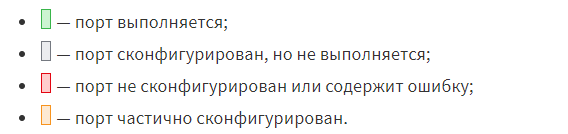 — порт выполняется;
— порт сконфигурирован, но не выполняется;
— порт не сконфигурирован или содержит ошибку;
— порт частично сконфигурирован.